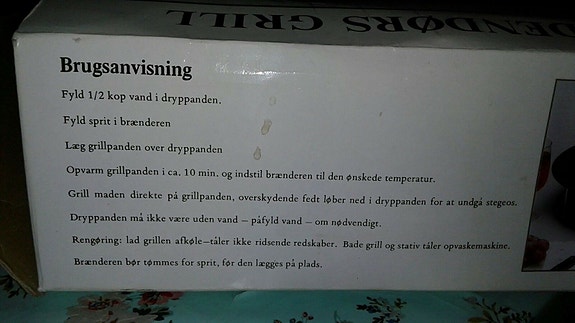 DENDØRS GRILL
Brugsanvisning
Fyld 1/2 kop vand i dryppanden.
Fyld sprit i brænderen
Læg grillpanden over dryppanden
Opvarm grillpanden i ca. 10 min. og indstil brænderen til den ønskede temperatur.
Grill maden direkte på grillpanden, overskydende fedt løber ned i dryppanden for at undgå stegeos.
Dryppanden må ikke være uden vand – påfyld vand – om nødvendigt.
Rengøring: lad grillen afkøle–tåler ikke ridsende redskaber. Bade grill og stativ tåler opvaskemaskine.
Brænderen bør tømmes for sprit, før den lægges på plads.